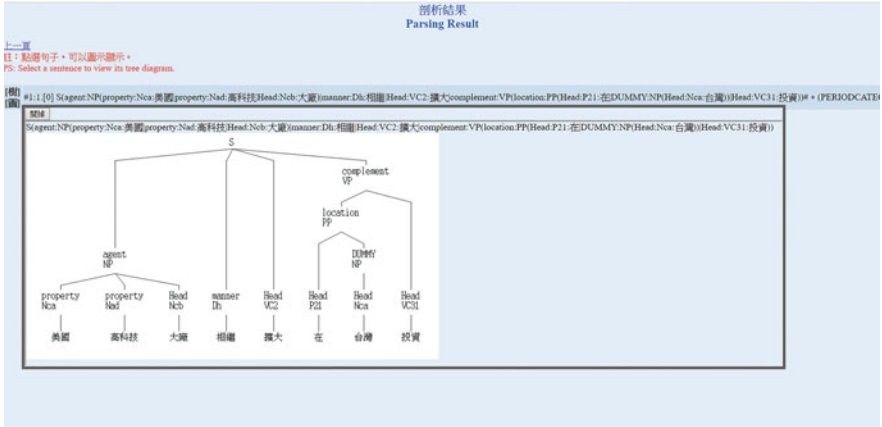 剖析結果
Parsing Result
上一頁
註：點選句子，可以圖示顯示。
PS: Select a sentence to view its tree diagram.
[樹] #1:1.[0] S(agent:NP(property:Nca:美國|property:Nad:高科技|Head:Ncb:大廠)|manner:Dh:相繼|Head:VC2:擴大|complement:VP(location:PP(Head:P21:在|DUMMY:NP(Head:Nca:台灣))|Head:VC31:投資))#。(PERIODCATE
[圖]
關掉
S(agent:NP(property:Nca:美國|property:Nad:高科技|Head:Ncb:大廠)|manner:Dh:相繼|Head:VC2:擴大|complement:VP(location:PP(Head:P21:在|DUMMY:NP(Head:Nca:台灣))|Head:VC31:投資))
S
complement
VP
location
PP
agent
NP
DUMMY
NP
property property Head manner Head Head Head Head
Nca Nad Ncb Dh VC2 P21 Nca VC31
美國 高科技 大廠 相繼 擴大 在 台灣 投資